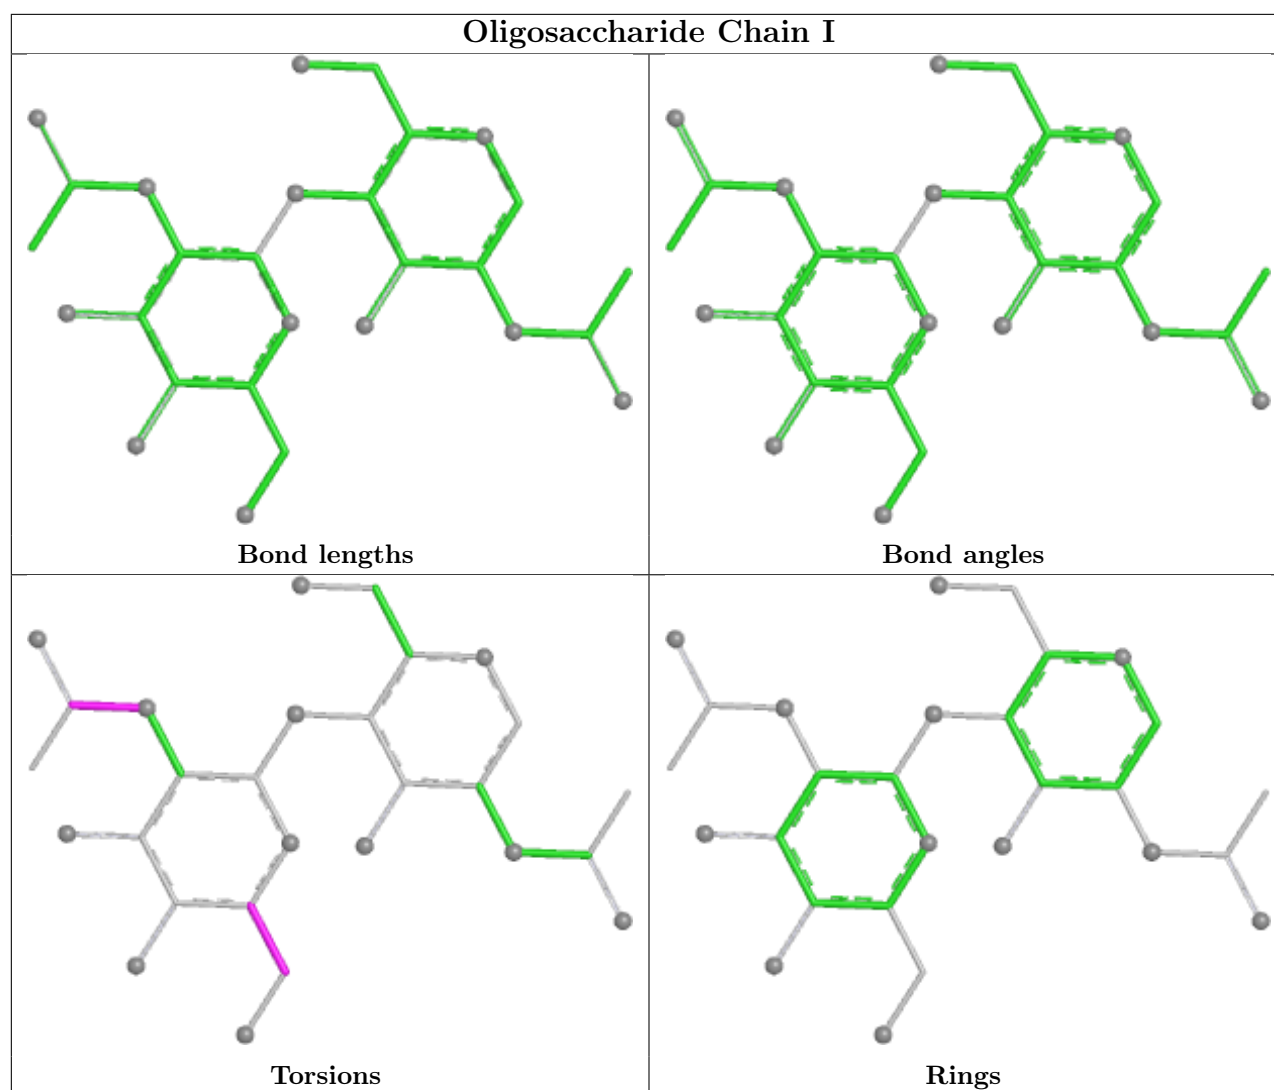 Oligosaccharide Chain I
Bond lengths
Bond angles
Torsions
Rings